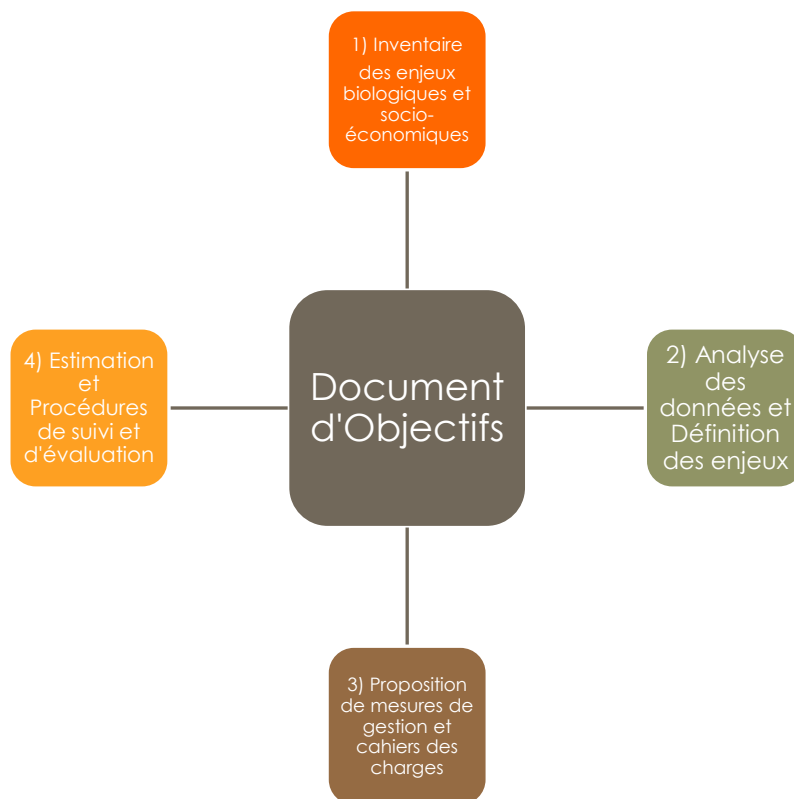 1) Inventaire
des enjeux
biologiques et
socio-
économiques
Document
d'Objectifs
2) Analyse
des
données et
Définition
des enjeux
3) Proposition
de mesures de
gestion et
cahiers des
charges
4) Estimation
et
Procédures
de suivi et
d'évaluation